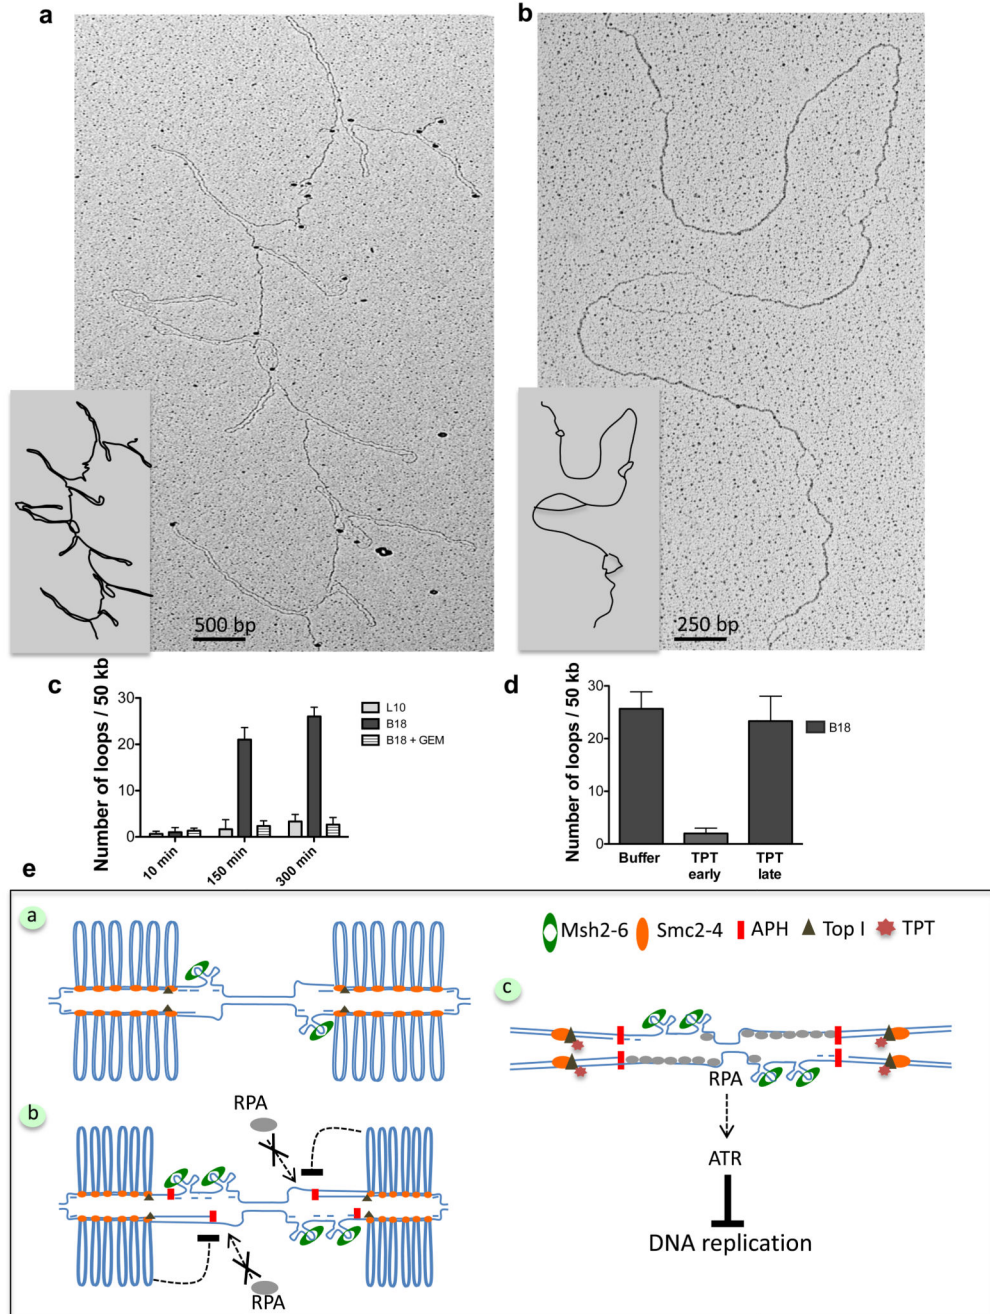 a
500 bp
b
250 bp
c
Number of loops / 50 kb
30
20
10
0
10 min
150 min
300 min
L10
B18
B18 + GEM
d
Number of loops / 50 kb
30
20
10
0
Buffer
TPT early
TPT late
B18
e
a
Msh2-6
Smc2-4
APH
Top I
TPT
b
RPA
RPA
c
RPA
ATR
DNA replication